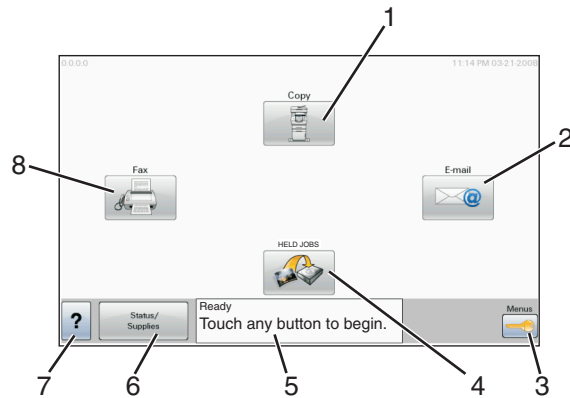 1
0.0.0.0
11:14 PM 03-21-2008
Copy
2
8
Fax
E-mail
@
HELD JOBS
Ready
Touch any button to begin.
?
Status/
Supplies
Menus
7
6
5
4
3